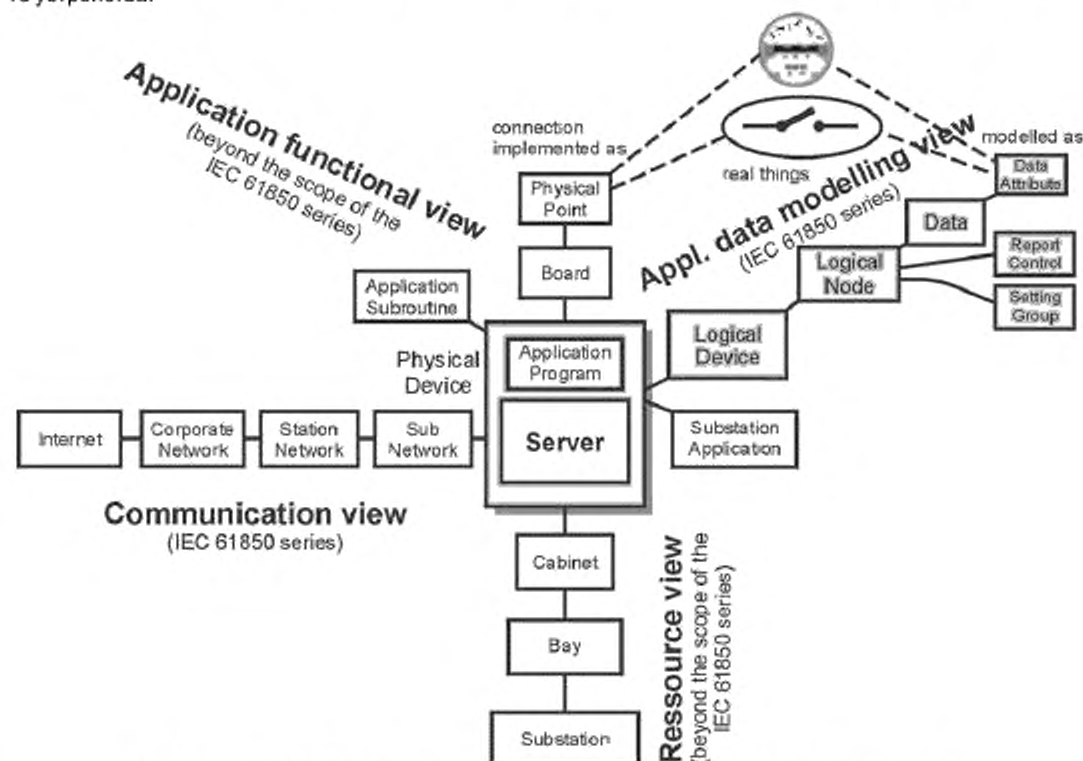 Application functional view
(beyond the scope of the
IEC 61850 series)
connection
implemented as
real things
modelled as
Physical
Point
Board
Appl. data modelling view
(IEC 61850 series)
Data
Attribute
Data
Logical
Node
Report
Control
Setting
Group
Logical
Device
Application
Subroutine
Physical
Device
Application
Program
Server
Substation
Application
Internet
Corporate
Network
Station
Network
Sub
Network
Communication view
(IEC 61850 series)
Cabinet
Bay
Substation
Ressource view
(beyond the scope of the
IEC 61850 series)